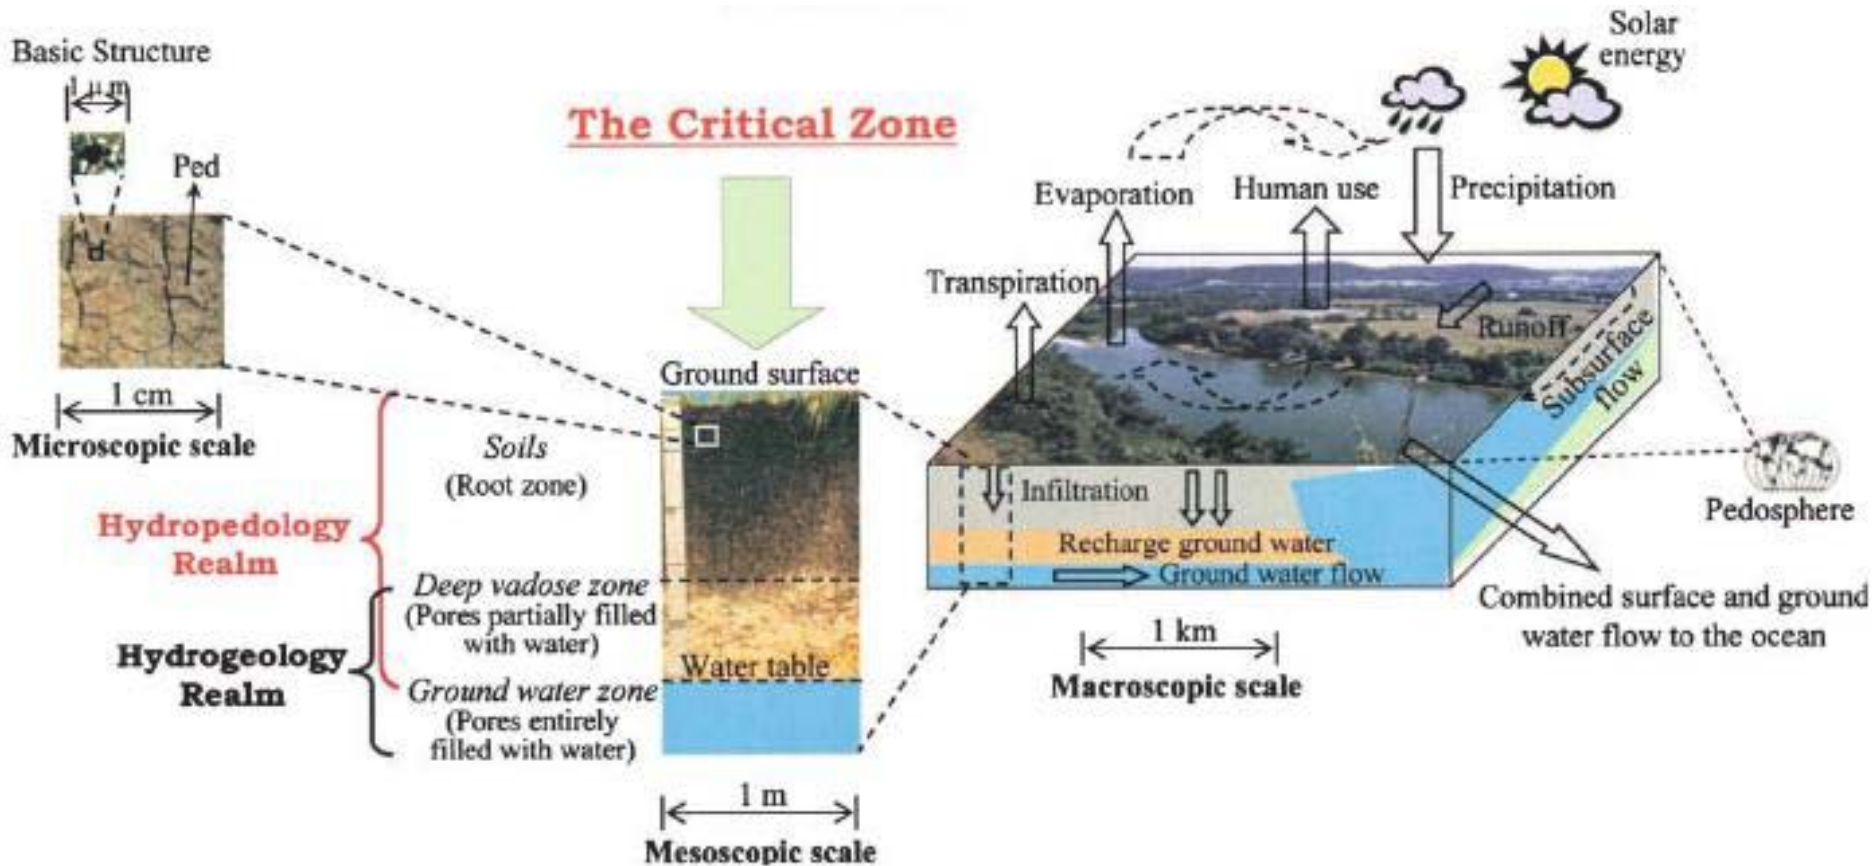 Basic Structure
1 μ m
Ped
1 cm
Microscopic scale
The Critical Zone
Ground surface
Soils
(Root zone)
Hydropedology
Realm
Deep vadose zone
(Pores partially filled
with water)
Hydrogeology
Realm
Water table
Ground water zone
(Pores entirely
filled with water)
1 m
Mesoscopic scale
Solar
energy
Evaporation
Human use
Precipitation
Transpiration
Runoff
Subsurface
flow
Infiltration
Recharge ground water
Ground water flow
Pedosphere
Combined surface and ground
water flow to the ocean
1 km
Macroscopic scale